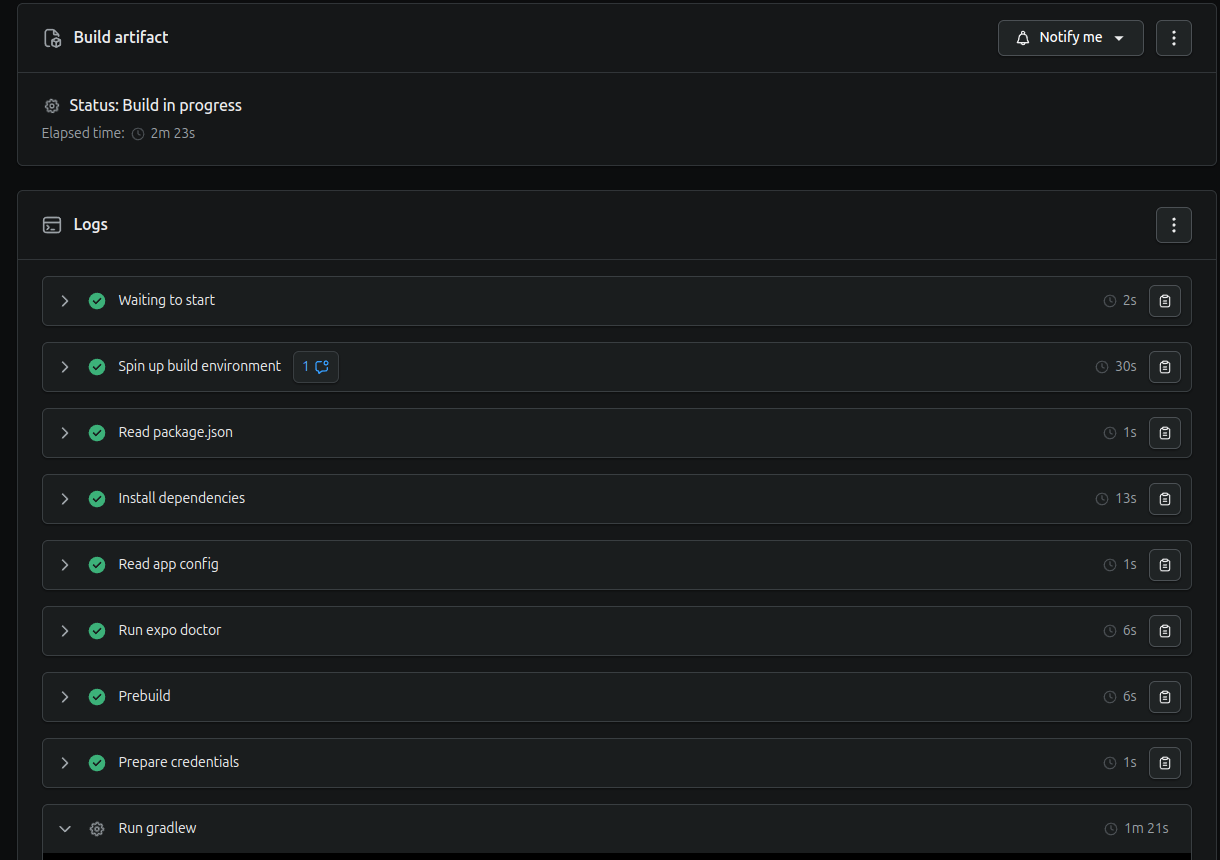 Build artifact
Notify me
Status: Build in progress
Elapsed time: 2m 23s
Logs
Waiting to start 2s
Spin up build environment 1 30s
Read package.json 1s
Install dependencies 13s
Read app config 1s
Run expo doctor 6s
Prebuild 6s
Prepare credentials 1s
Run gradlew 1m 21s